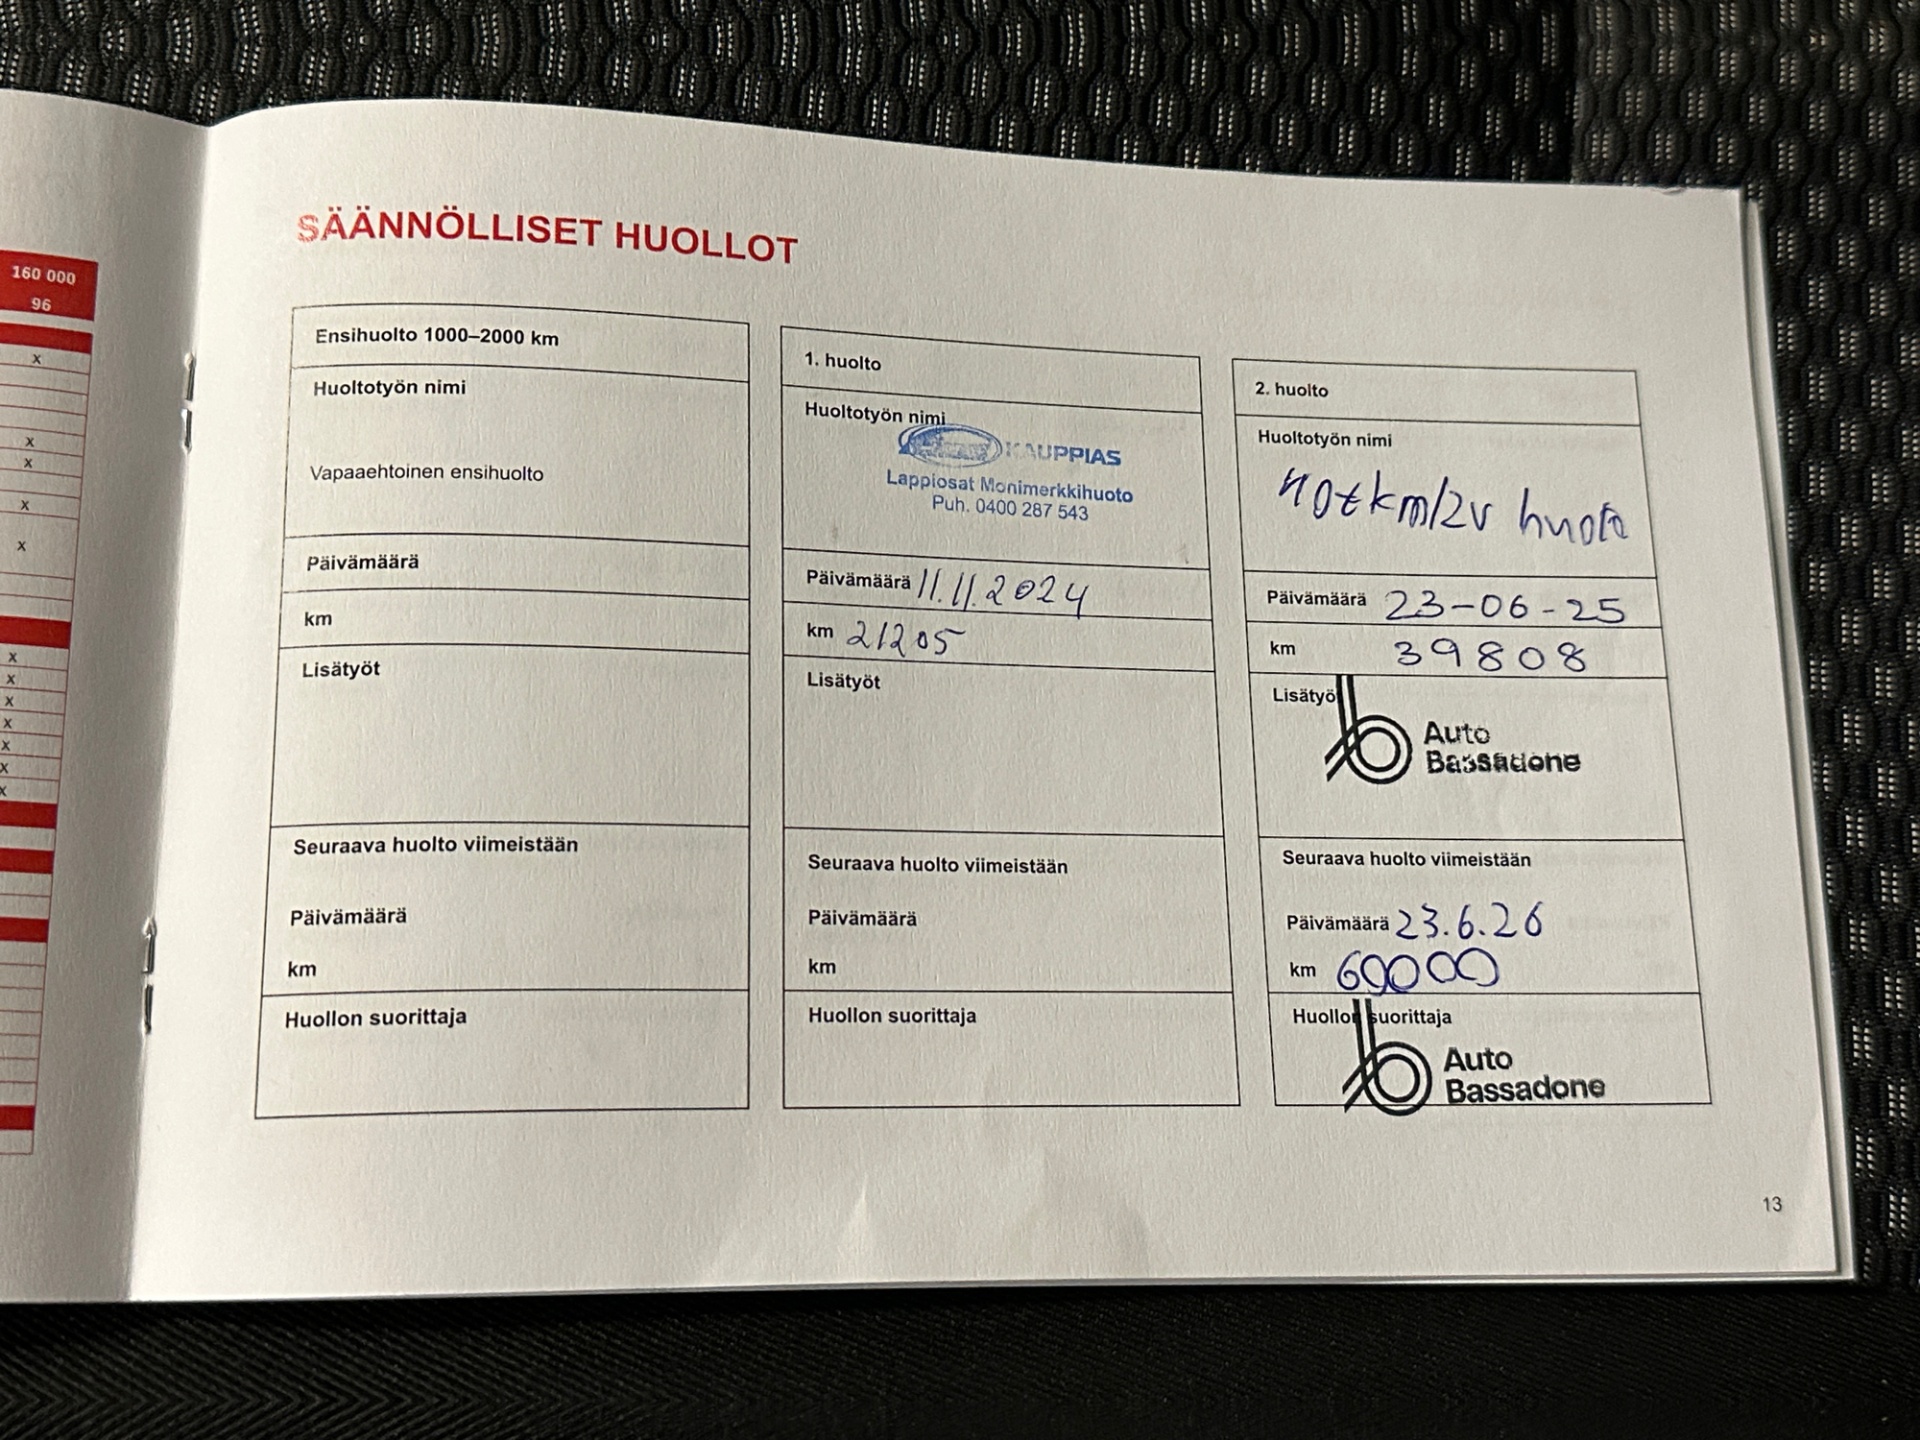 160 000
96
x
x
x
x
x
x
x
x
x
x
x
x
SÄÄNNÖLLISET HUOLLOT
Ensihuolto 1000–2000 km
Huoltotyön nimi
Vapaaehtoinen ensihuolto
Päivämäärä
km
Lisätyöt
Seuraava huolto viimeistään
Päivämäärä
km
Huollon suorittaja
1. huolto
Huoltotyön nimi
KAUPPIAS
Lappiosat Monimerkkihuoto
Puh. 0400 287 543
Päivämäärä 11.11.2024
km 21205
Lisätyöt
Seuraava huolto viimeistään
Päivämäärä
km
Huollon suorittaja
2. huolto
Huoltotyön nimi
40tkm/2v huolto
Päivämäärä 23-06-25
km 39808
Lisätyö
Auto
Bassadone
Seuraava huolto viimeistään
Päivämäärä 23.6.26
km 60000
Huollon suorittaja
Auto
Bassadone
13